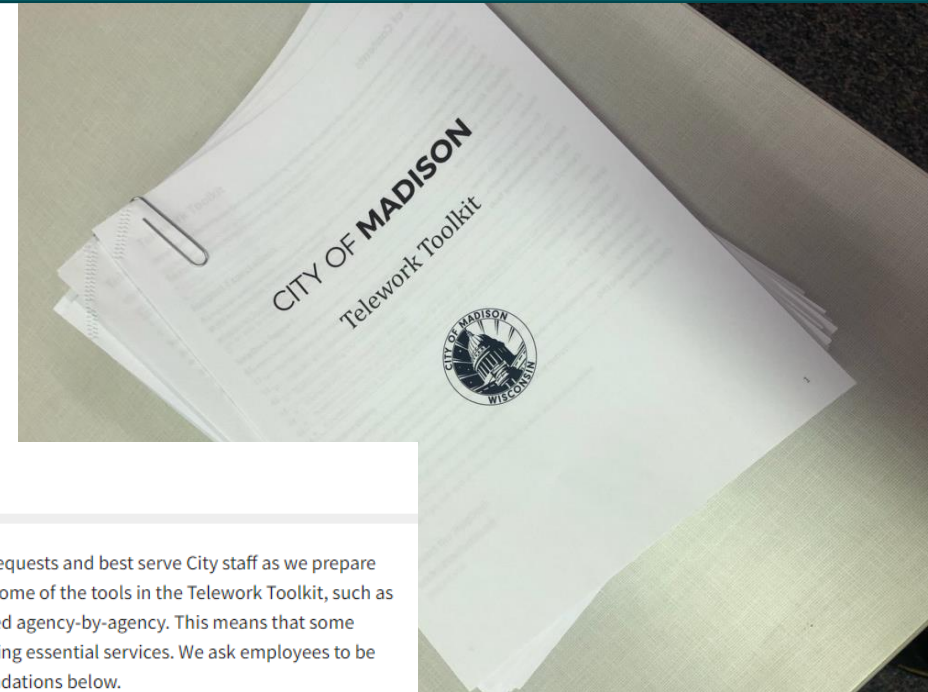 CITY OF MADISON
Telework Toolkit
CITY OF MADISON
WISCONSIN
1
equests and best serve City staff as we prepare
ome of the tools in the Telework Toolkit, such as
ed agency-by-agency. This means that some
ing essential services. We ask employees to be
dations below.